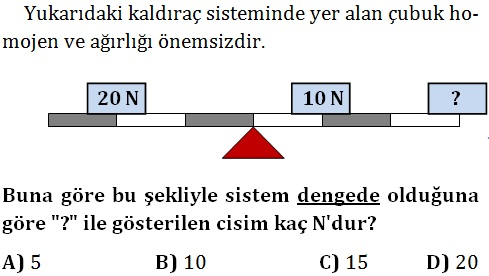 Yukarıdaki kaldıraç sisteminde yer alan çubuk ho-
mojen ve ağırlığı önemsizdir.
20 N 10 N ?
Buna göre bu şekliyle sistem dengede olduğuna
göre "?" ile gösterilen cisim kaç N'dur?
A) 5 B) 10 C) 15 D) 20